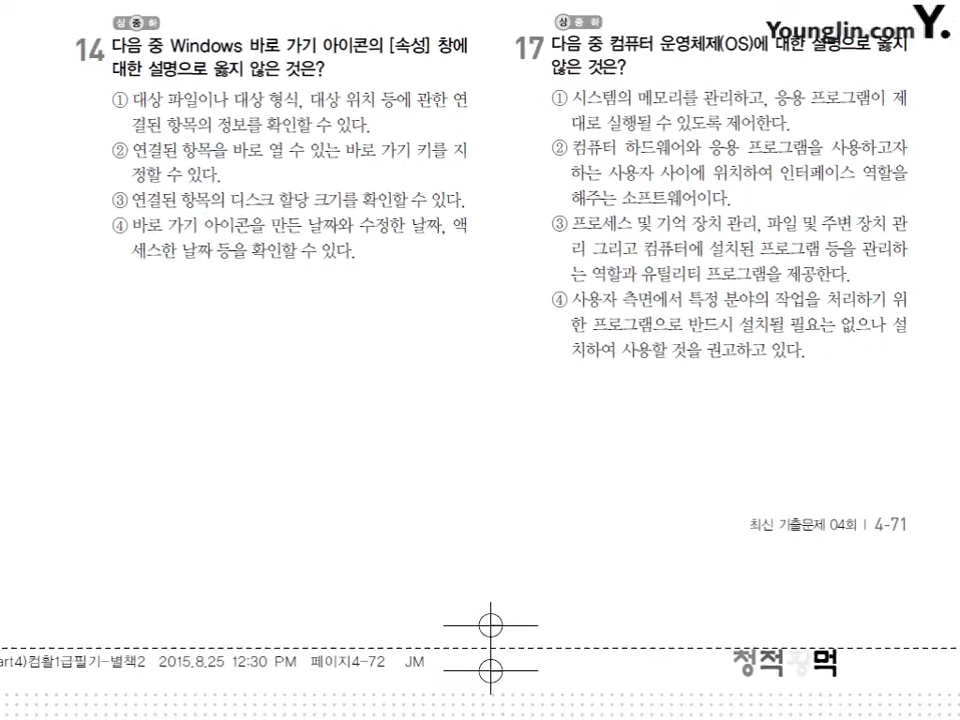 상 중 하
14 다음 중 Windows 바로 가기 아이콘의 [속성] 창에
대한 설명으로 옳지 않은 것은?
① 대상 파일이나 대상 형식, 대상 위치 등에 관한 연
결된 항목의 정보를 확인할 수 있다.
② 연결된 항목을 바로 열 수 있는 바로 가기 키를 지
정할 수 있다.
③ 연결된 항목의 디스크 할당 크기를 확인할 수 있다.
④ 바로 가기 아이콘을 만든 날짜와 수정한 날짜, 액
세스한 날짜 등을 확인할 수 있다.
상 중 하
Younglin.com Y.
17 다음 중 컴퓨터 운영체제(OS)에 대한 설명으로 옳지
않은 것은?
① 시스템의 메모리를 관리하고, 응용 프로그램이 제
대로 실행될 수 있도록 제어한다.
② 컴퓨터 하드웨어와 응용 프로그램을 사용하고자
하는 사용자 사이에 위치하여 인터페이스 역할을
해주는 소프트웨어이다.
③ 프로세스 및 기억 장치 관리, 파일 및 주변 장치 관
리 그리고 컴퓨터에 설치된 프로그램 등을 관리하
는 역할과 유틸리티 프로그램을 제공한다.
④ 사용자 측면에서 특정 분야의 작업을 처리하기 위
한 프로그램으로 반드시 설치될 필요는 없으나 설
치하여 사용할 것을 권고하고 있다.
최신 기출문제 04회 | 4-71
art4)컴활1급필기-별책2 2015.8.25 12:30 PM 페이지4-72 JM